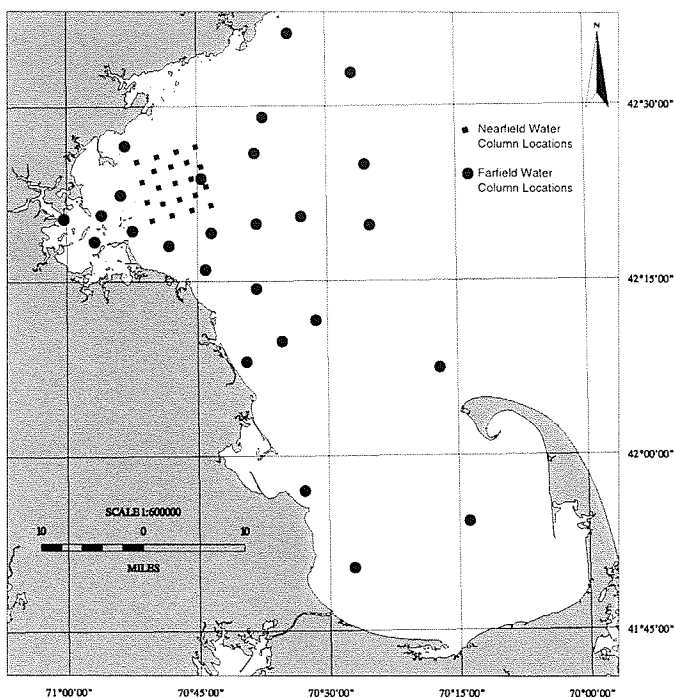 N
42°30'00"
Nearfield Water
Column Locations
Farfield Water
Column Locations
42°15'00"
42°00'00"
SCALE 1:600000
10 0 10
MILES
41°45'00"
71°00'00" 70°45'00" 70°30'00" 70°15'00" 70°00'00"